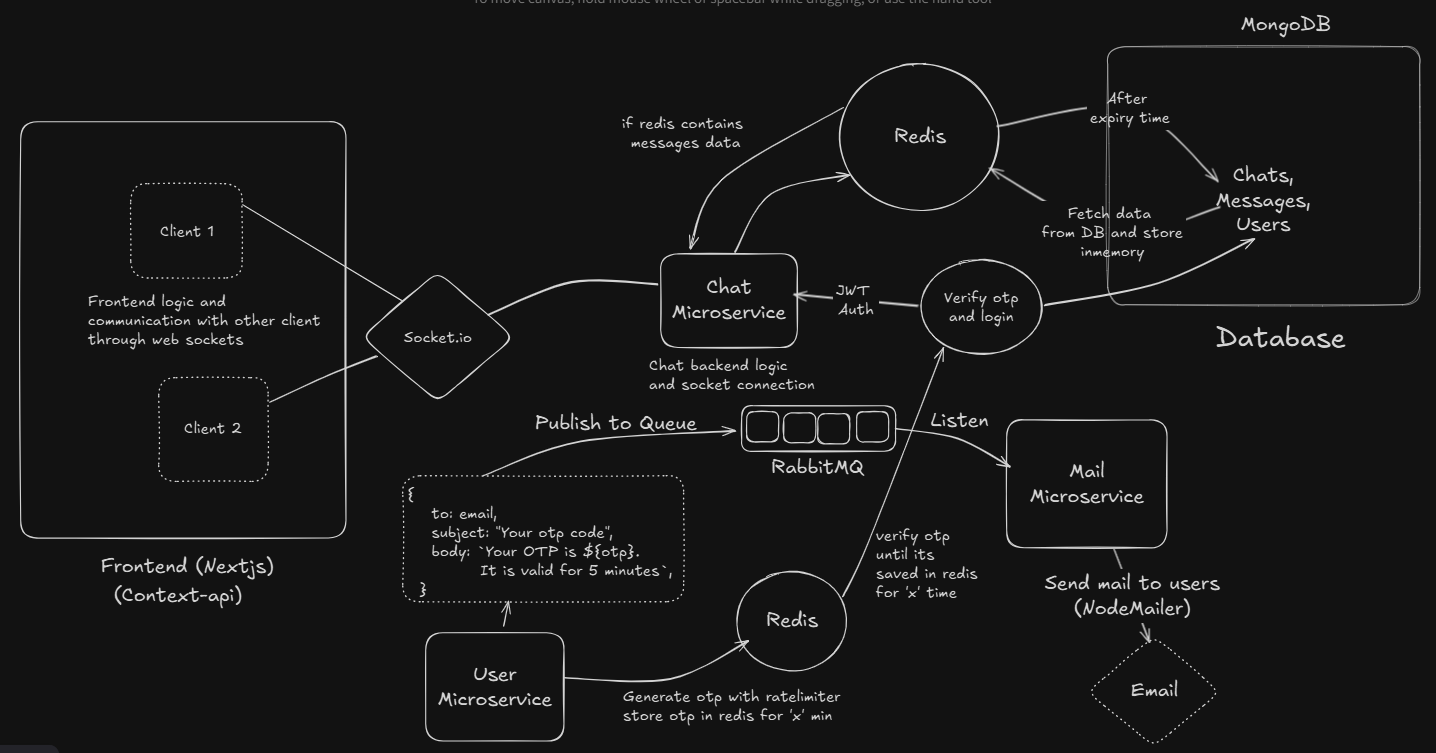 To move canvas, hold mouse wheel or spacebar while dragging, or use the hand tool
MongoDB
After
expiry time
if redis contains
messages data
Redis
Chats,
Messages,
Users
Fetch data
from DB and store
inmemory
Client 1
Frontend logic and
communication with other client
through web sockets
Socket.io
Chat
Microservice
JWT
Auth
Verify otp
and login
Database
Chat backend logic
and socket connection
Client 2
Publish to Queue
RabbitMQ
Listen
Mail
Microservice
{
to: email,
subject: "Your otp code",
body: `Your OTP is ${otp}.
It is valid for 5 minutes`,
}
verify otp
until its
saved in redis
for 'x' time
Frontend (Nextjs)
(Context-api)
Send mail to users
(NodeMailer)
Redis
User
Microservice
Generate otp with ratelimiter
store otp in redis for 'x' min
Email